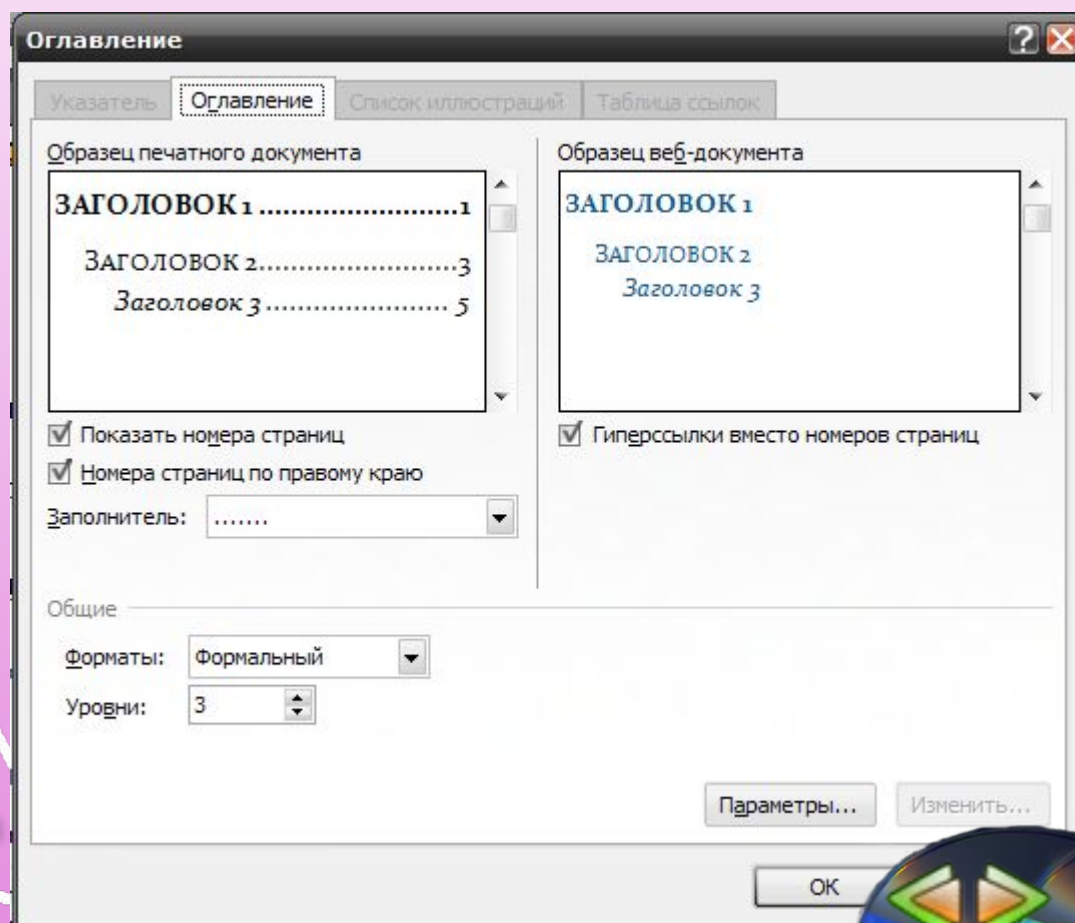 Оглавление
Указатель Оглавление Список иллюстраций Таблица ссылок
Образец печатного документа
ЗАГОЛОВОК 1 ......................... 1
ЗАГОЛОВОК 2......................... 3
Заголовок 3 ....................... 5
Показать номера страниц
Номера страниц по правому краю
Заполнитель: .......
Образец веб-документа
ЗАГОЛОВОК 1
ЗАГОЛОВОК 2
Заголовок 3
Гиперссылки вместо номеров страниц
Общие
Форматы: Формальный
Уровни: 3
Параметры... Изменить...
ОК